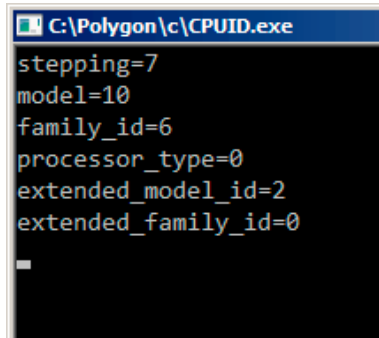 C:\Polygon\c\CPUID.exe
stepping=7
model=10
family_id=6
processor_type=0
extended_model_id=2
extended_family_id=0